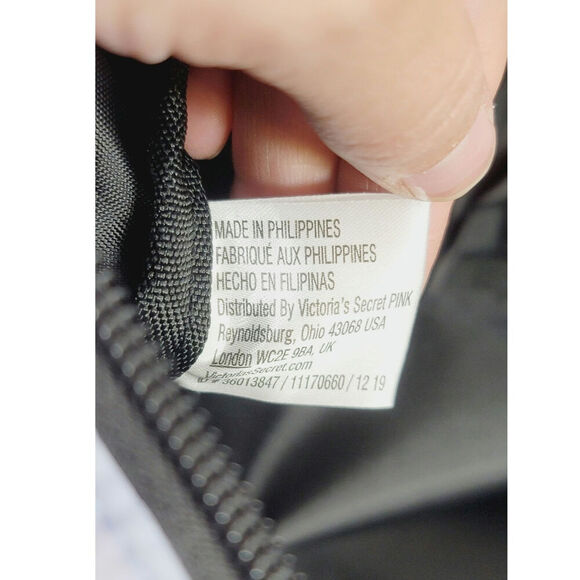 MADE IN PHILIPPINES
FABRIQUÉ AUX PHILIPPINES
HECHO EN FILIPINAS
Distributed By Victoria's Secret PINK
Reynoldsburg, Ohio 43068 USA
London WC2E 9BA, UK
VictoriasSecret.com
# 36013847 / 11170660 / 12 19